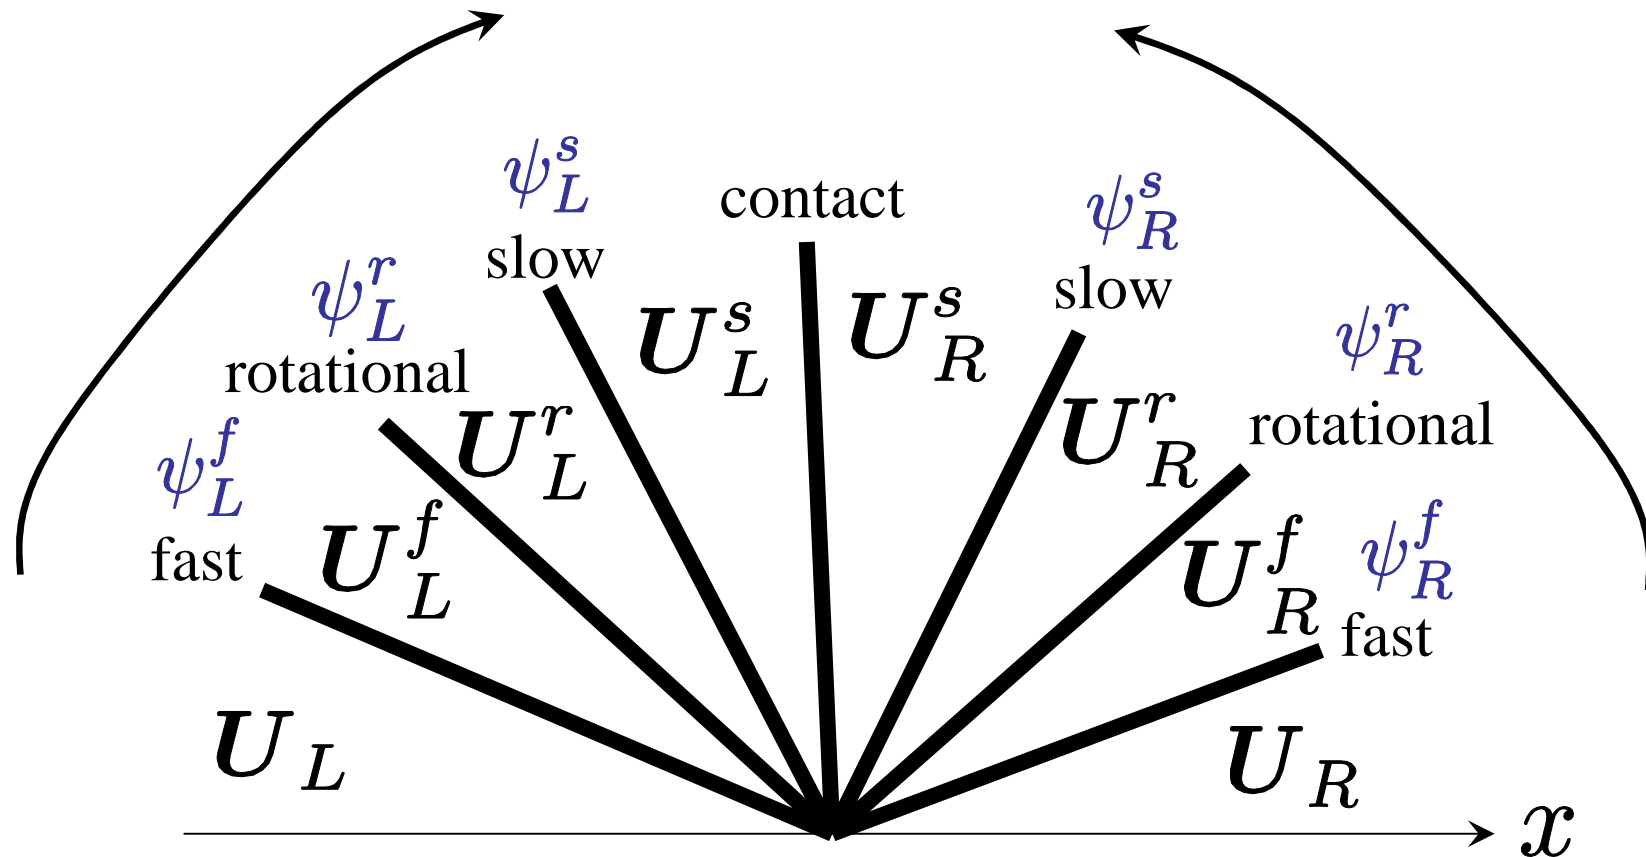 ψ_L^s
contact
ψ_R^s
slow
slow
ψ_L^r
U_L^s
U_R^s
ψ_R^r
rotational
U_L^r
U_R^r
rotational
ψ_L^f
fast
U_L^f
U_R^f
ψ_R^f
fast
U_L
U_R
x